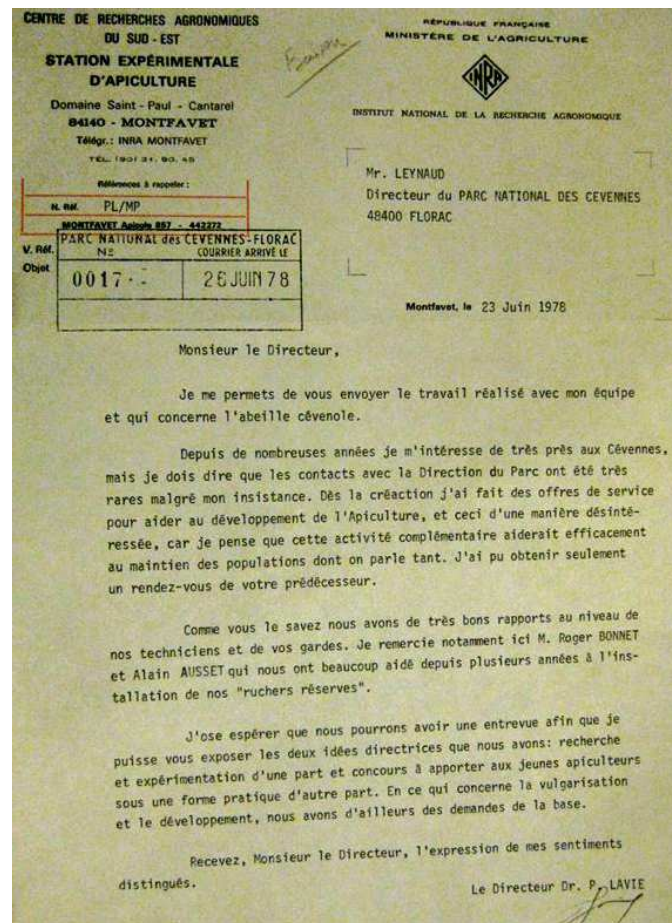 CENTRE DE RECHERCHES AGRONOMIQUES
DU SUD - EST
STATION EXPÉRIMENTALE
D'APICULTURE
Domaine Saint - Paul - Cantarel
84140 - MONTFAVET
Télégr.: INRA MONTFAVET
TÉL. (90) 31. 90. 45
RÉPUBLIQUE FRANÇAISE
MINISTÈRE DE L'AGRICULTURE
INRA
INSTITUT NATIONAL DE LA RECHERCHE AGRONOMIQUE
Références à rappeler :
N. Réf. PL/MP
MONTFAVET Apicole 857 - 442272
V. Réf.
Objet
PARC NATIONAL des CÉVENNES-FLORAC
Nº COURRIER ARRIVÉ LE
0017 26 JUIN 78
Mr. LEYNAUD
Directeur du PARC NATIONAL DES CEVENNES
48400 FLORAC
Montfavet, le 23 Juin 1978
Monsieur le Directeur,
Je me permets de vous envoyer le travail réalisé avec mon équipe
et qui concerne l'abeille cévenole.
Depuis de nombreuses années je m'intéresse de très près aux Cévennes,
mais je dois dire que les contacts avec la Direction du Parc ont été très
rares malgré mon insistance. Dès la créaction j'ai fait des offres de service
pour aider au développement de l'Apiculture, et ceci d'une manière désinté-
ressée, car je pense que cette activité complémentaire aiderait efficacement
au maintien des populations dont on parle tant. J'ai pu obtenir seulement
un rendez-vous de votre prédécesseur.
Comme vous le savez nous avons de très bons rapports au niveau de
nos techniciens et de vos gardes. Je remercie notamment ici M. Roger BONNET
et Alain AUSSET qui nous ont beaucoup aidé depuis plusieurs années à l'ins-
tallation de nos "ruchers réserves".
J'ose espérer que nous pourrons avoir une entrevue afin que je
puisse vous exposer les deux idées directrices que nous avons: recherche
et expérimentation d'une part et concours à apporter aux jeunes apiculteurs
sous une forme pratique d'autre part. En ce qui concerne la vulgarisation
et le développement, nous avons d'ailleurs des demandes de la base.
Recevez, Monsieur le Directeur, l'expression de mes sentiments
distingués.
Le Directeur Dr. P. LAVIE